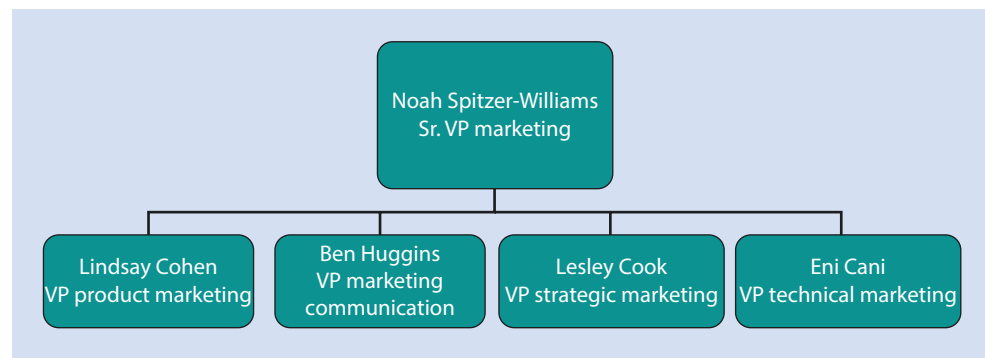 Noah Spitzer-Williams
Sr. VP marketing
Lindsay Cohen
VP product marketing
Ben Huggins
VP marketing
communication
Lesley Cook
VP strategic marketing
Eni Cani
VP technical marketing